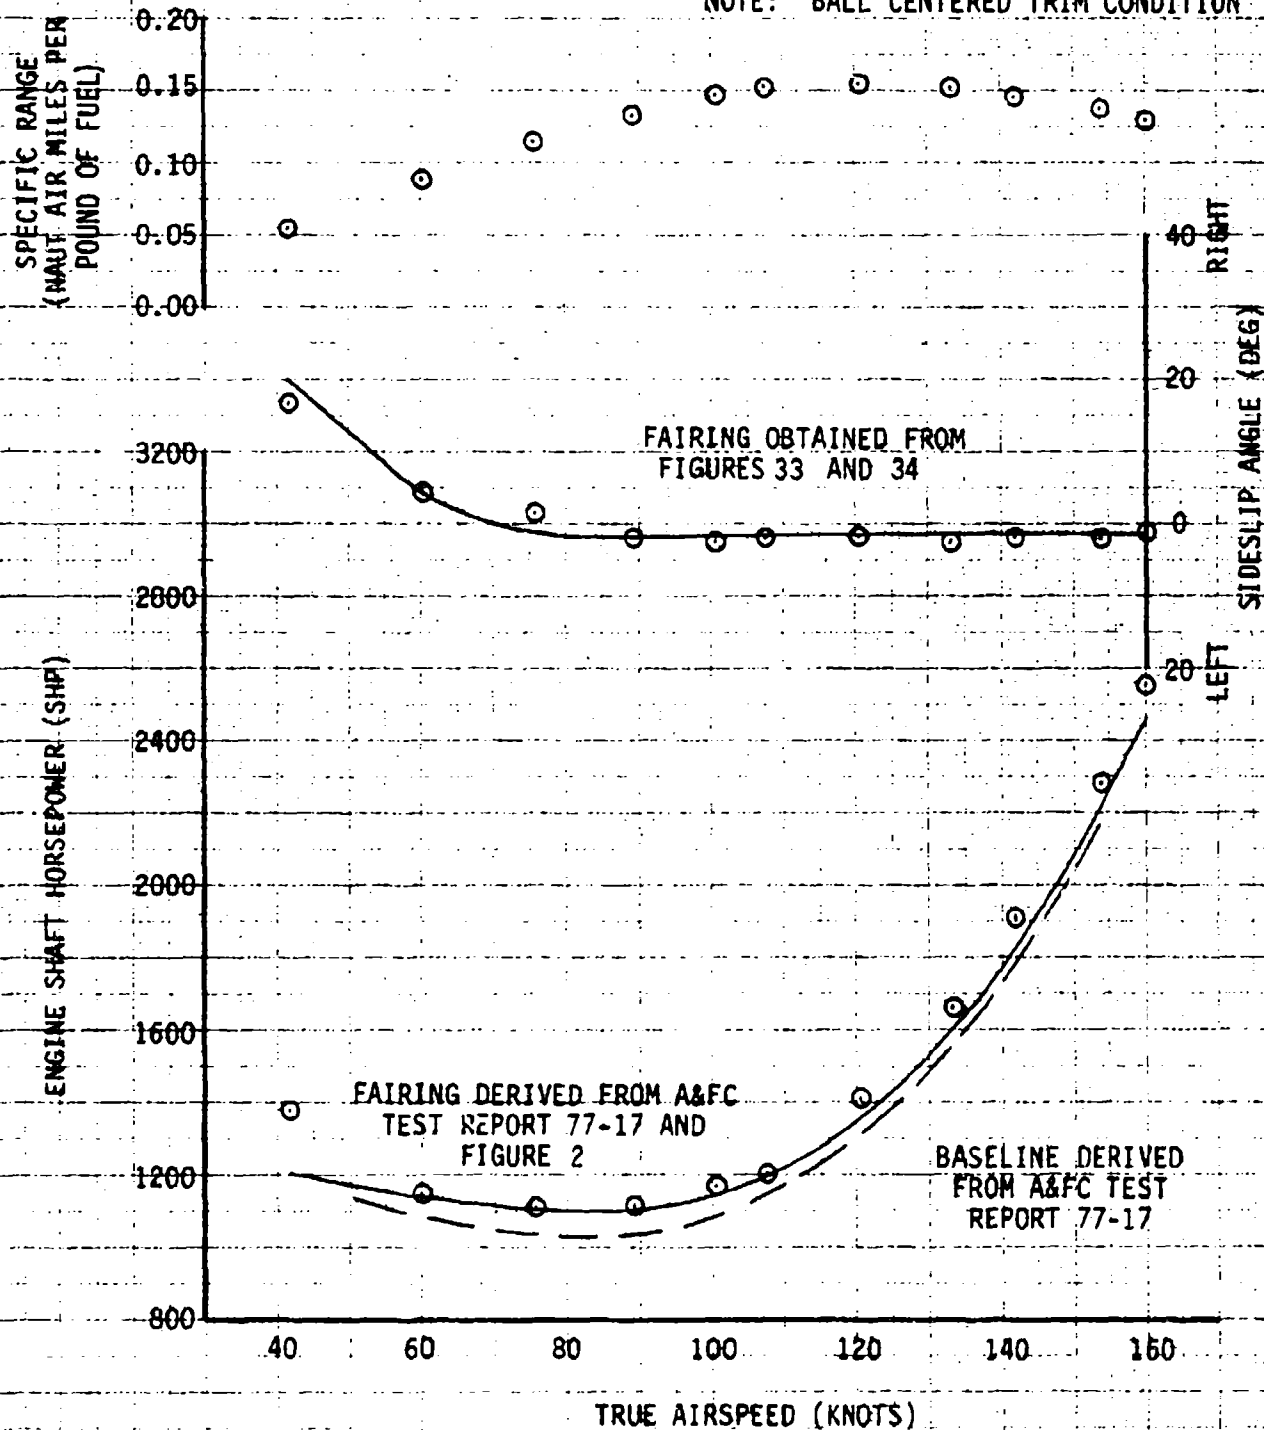 NOTE: BALL CENTERED TRIM CONDITION
SPECIFIC RANGE
(NAUT AIR MILES PER
POUND OF FUEL)
0.20
0.15
0.10
0.05
0.00
40
20
0
20
RIGHT
LEFT
SIDESLIP ANGLE (DEG)
FAIRING OBTAINED FROM
FIGURES 33 AND 34
ENGINE SHAFT HORSEPOWER (SHP)
3200
2800
2400
2000
1600
1200
800
FAIRING DERIVED FROM A&FC
TEST REPORT 77-17 AND
FIGURE 2
BASELINE DERIVED
FROM A&FC TEST
REPORT 77-17
40 60 80 100 120 140 160
TRUE AIRSPEED (KNOTS)